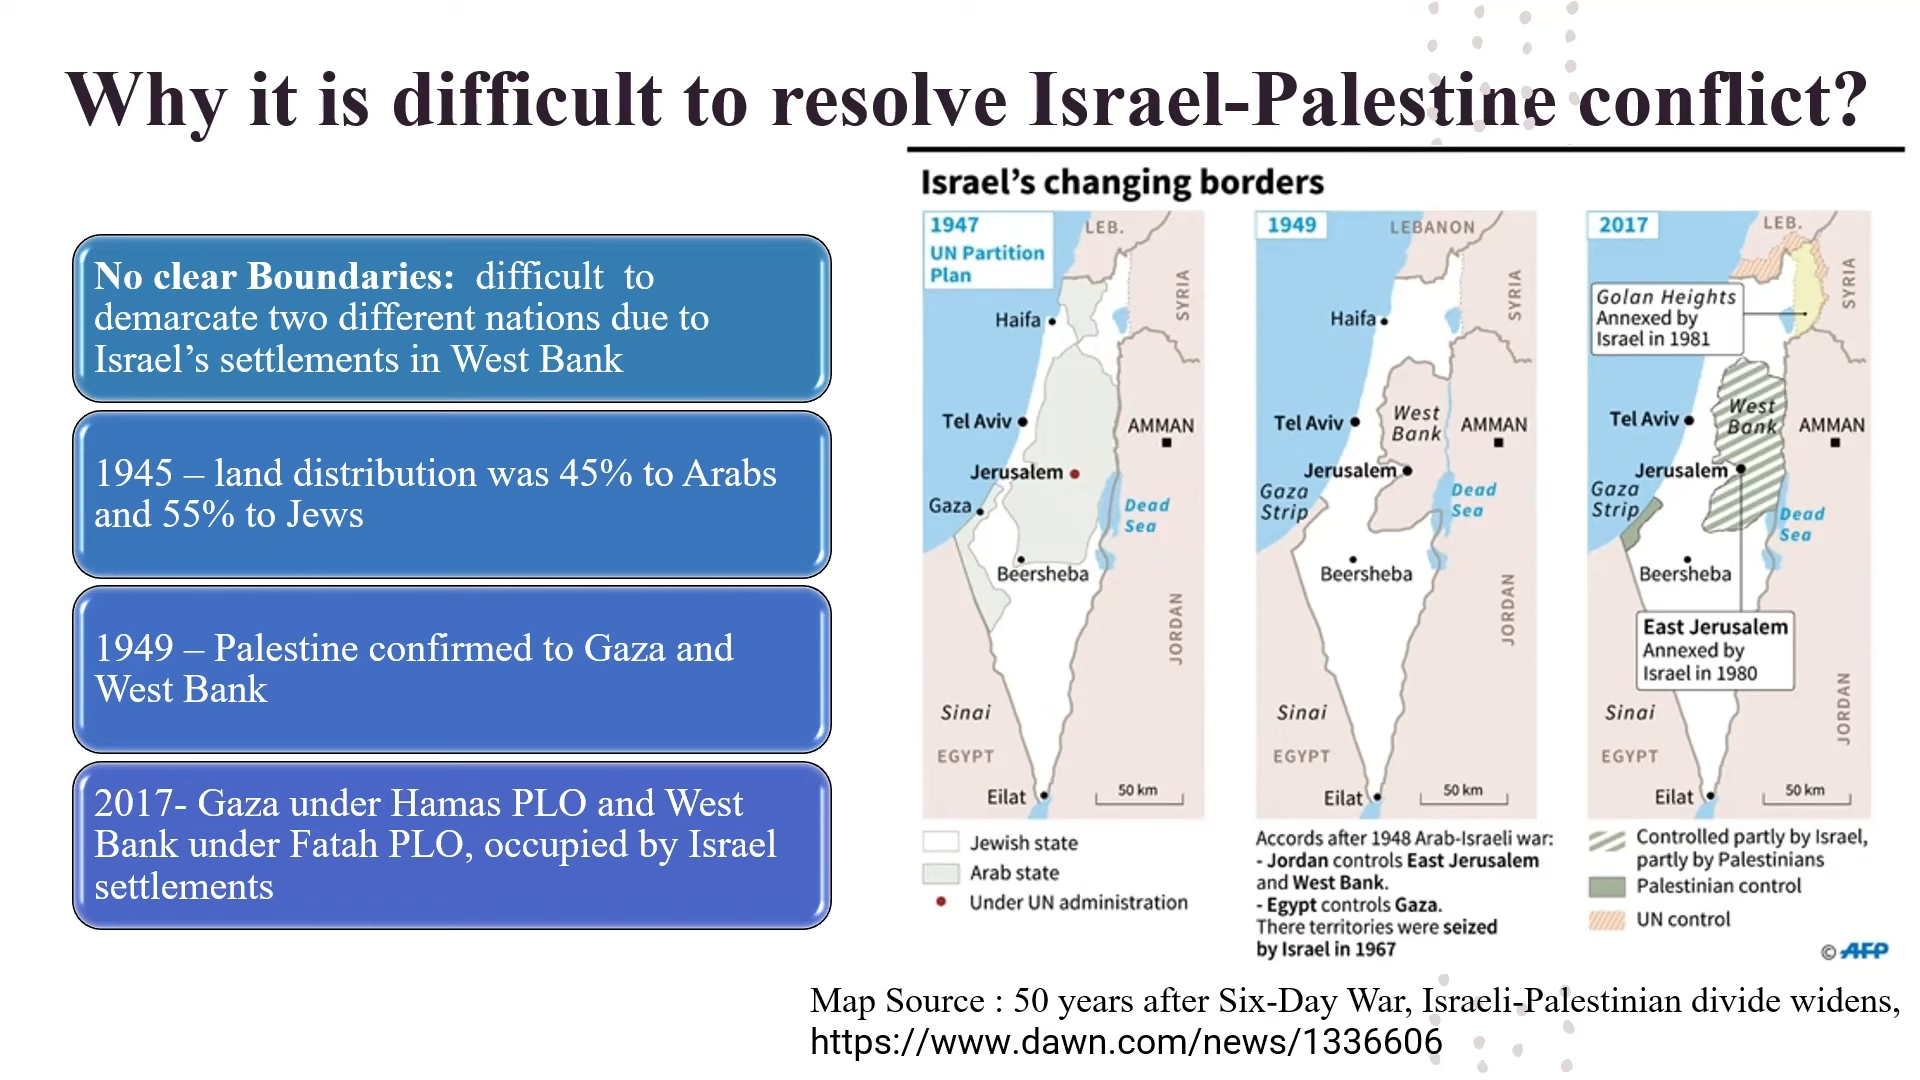 Why it is difficult to resolve Israel-Palestine conflict?
No clear Boundaries: difficult to
demarcate two different nations due to
Israel’s settlements in West Bank
1945 – land distribution was 45% to Arabs
and 55% to Jews
1949 – Palestine confirmed to Gaza and
West Bank
2017- Gaza under Hamas PLO and West
Bank under Fatah PLO, occupied by Israel
settlements
Israel’s changing borders
1947
UN Partition
Plan
LEB.
SYRIA
Haifa
Tel Aviv
AMMAN
Jerusalem
Gaza
Dead
Sea
Beersheba
JORDAN
Sinai
EGYPT
Eilat
50 km
Jewish state
Arab state
Under UN administration
1949
LEBANON
SYRIA
Haifa
Tel Aviv
West
Bank
AMMAN
Jerusalem
Gaza
Strip
Dead
Sea
Beersheba
JORDAN
Sinai
EGYPT
Eilat
50 km
Accords after 1948 Arab-Israeli war:
- Jordan controls East Jerusalem
and West Bank.
- Egypt controls Gaza.
There territories were seized
by Israel in 1967
2017
LEB.
SYRIA
Golan Heights
Annexed by
Israel in 1981
Tel Aviv
West
Bank
AMMAN
Jerusalem
Gaza
Strip
Dead
Sea
Beersheba
East Jerusalem
Annexed by
Israel in 1980
JORDAN
Sinai
EGYPT
Eilat
50 km
Controlled partly by Israel,
partly by Palestinians
Palestinian control
UN control
© AFP
Map Source : 50 years after Six-Day War, Israeli-Palestinian divide widens,
https://www.dawn.com/news/1336606